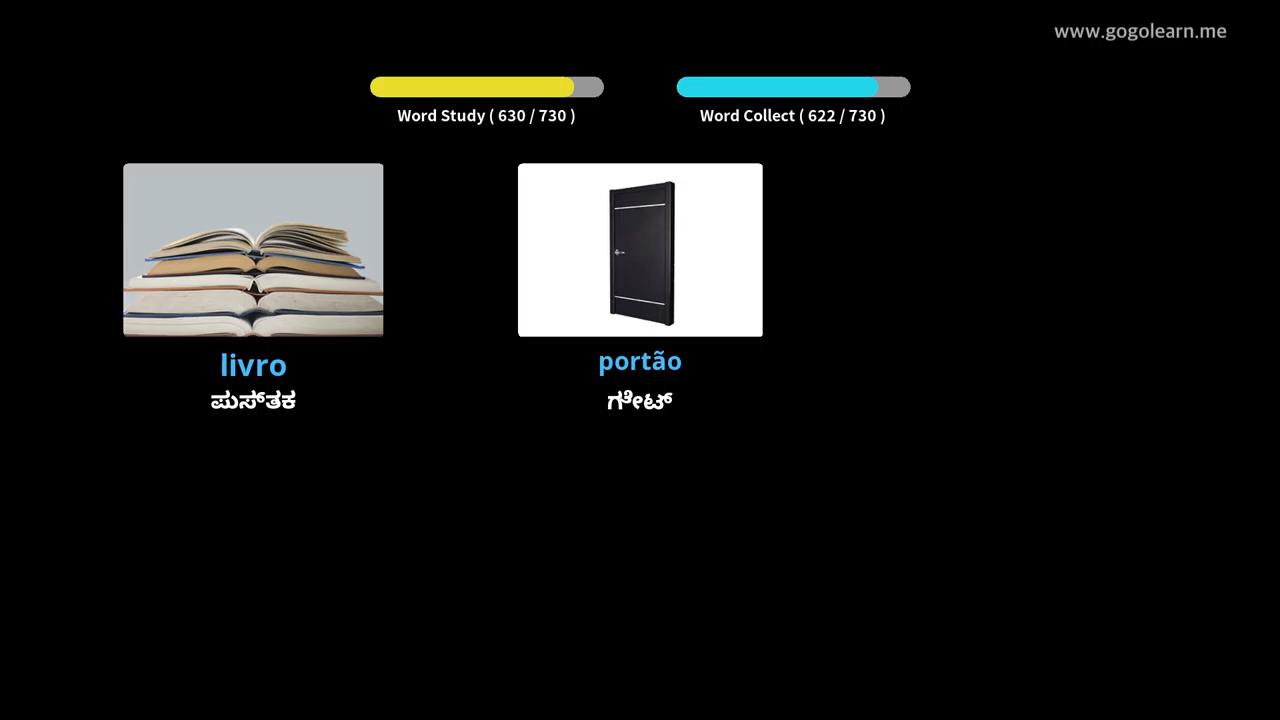 www.gogolearn.me
Word Study ( 630 / 730 )
Word Collect ( 622 / 730 )
livro
ಪುಸ್ತಕ
portão
ಗೇಟ್